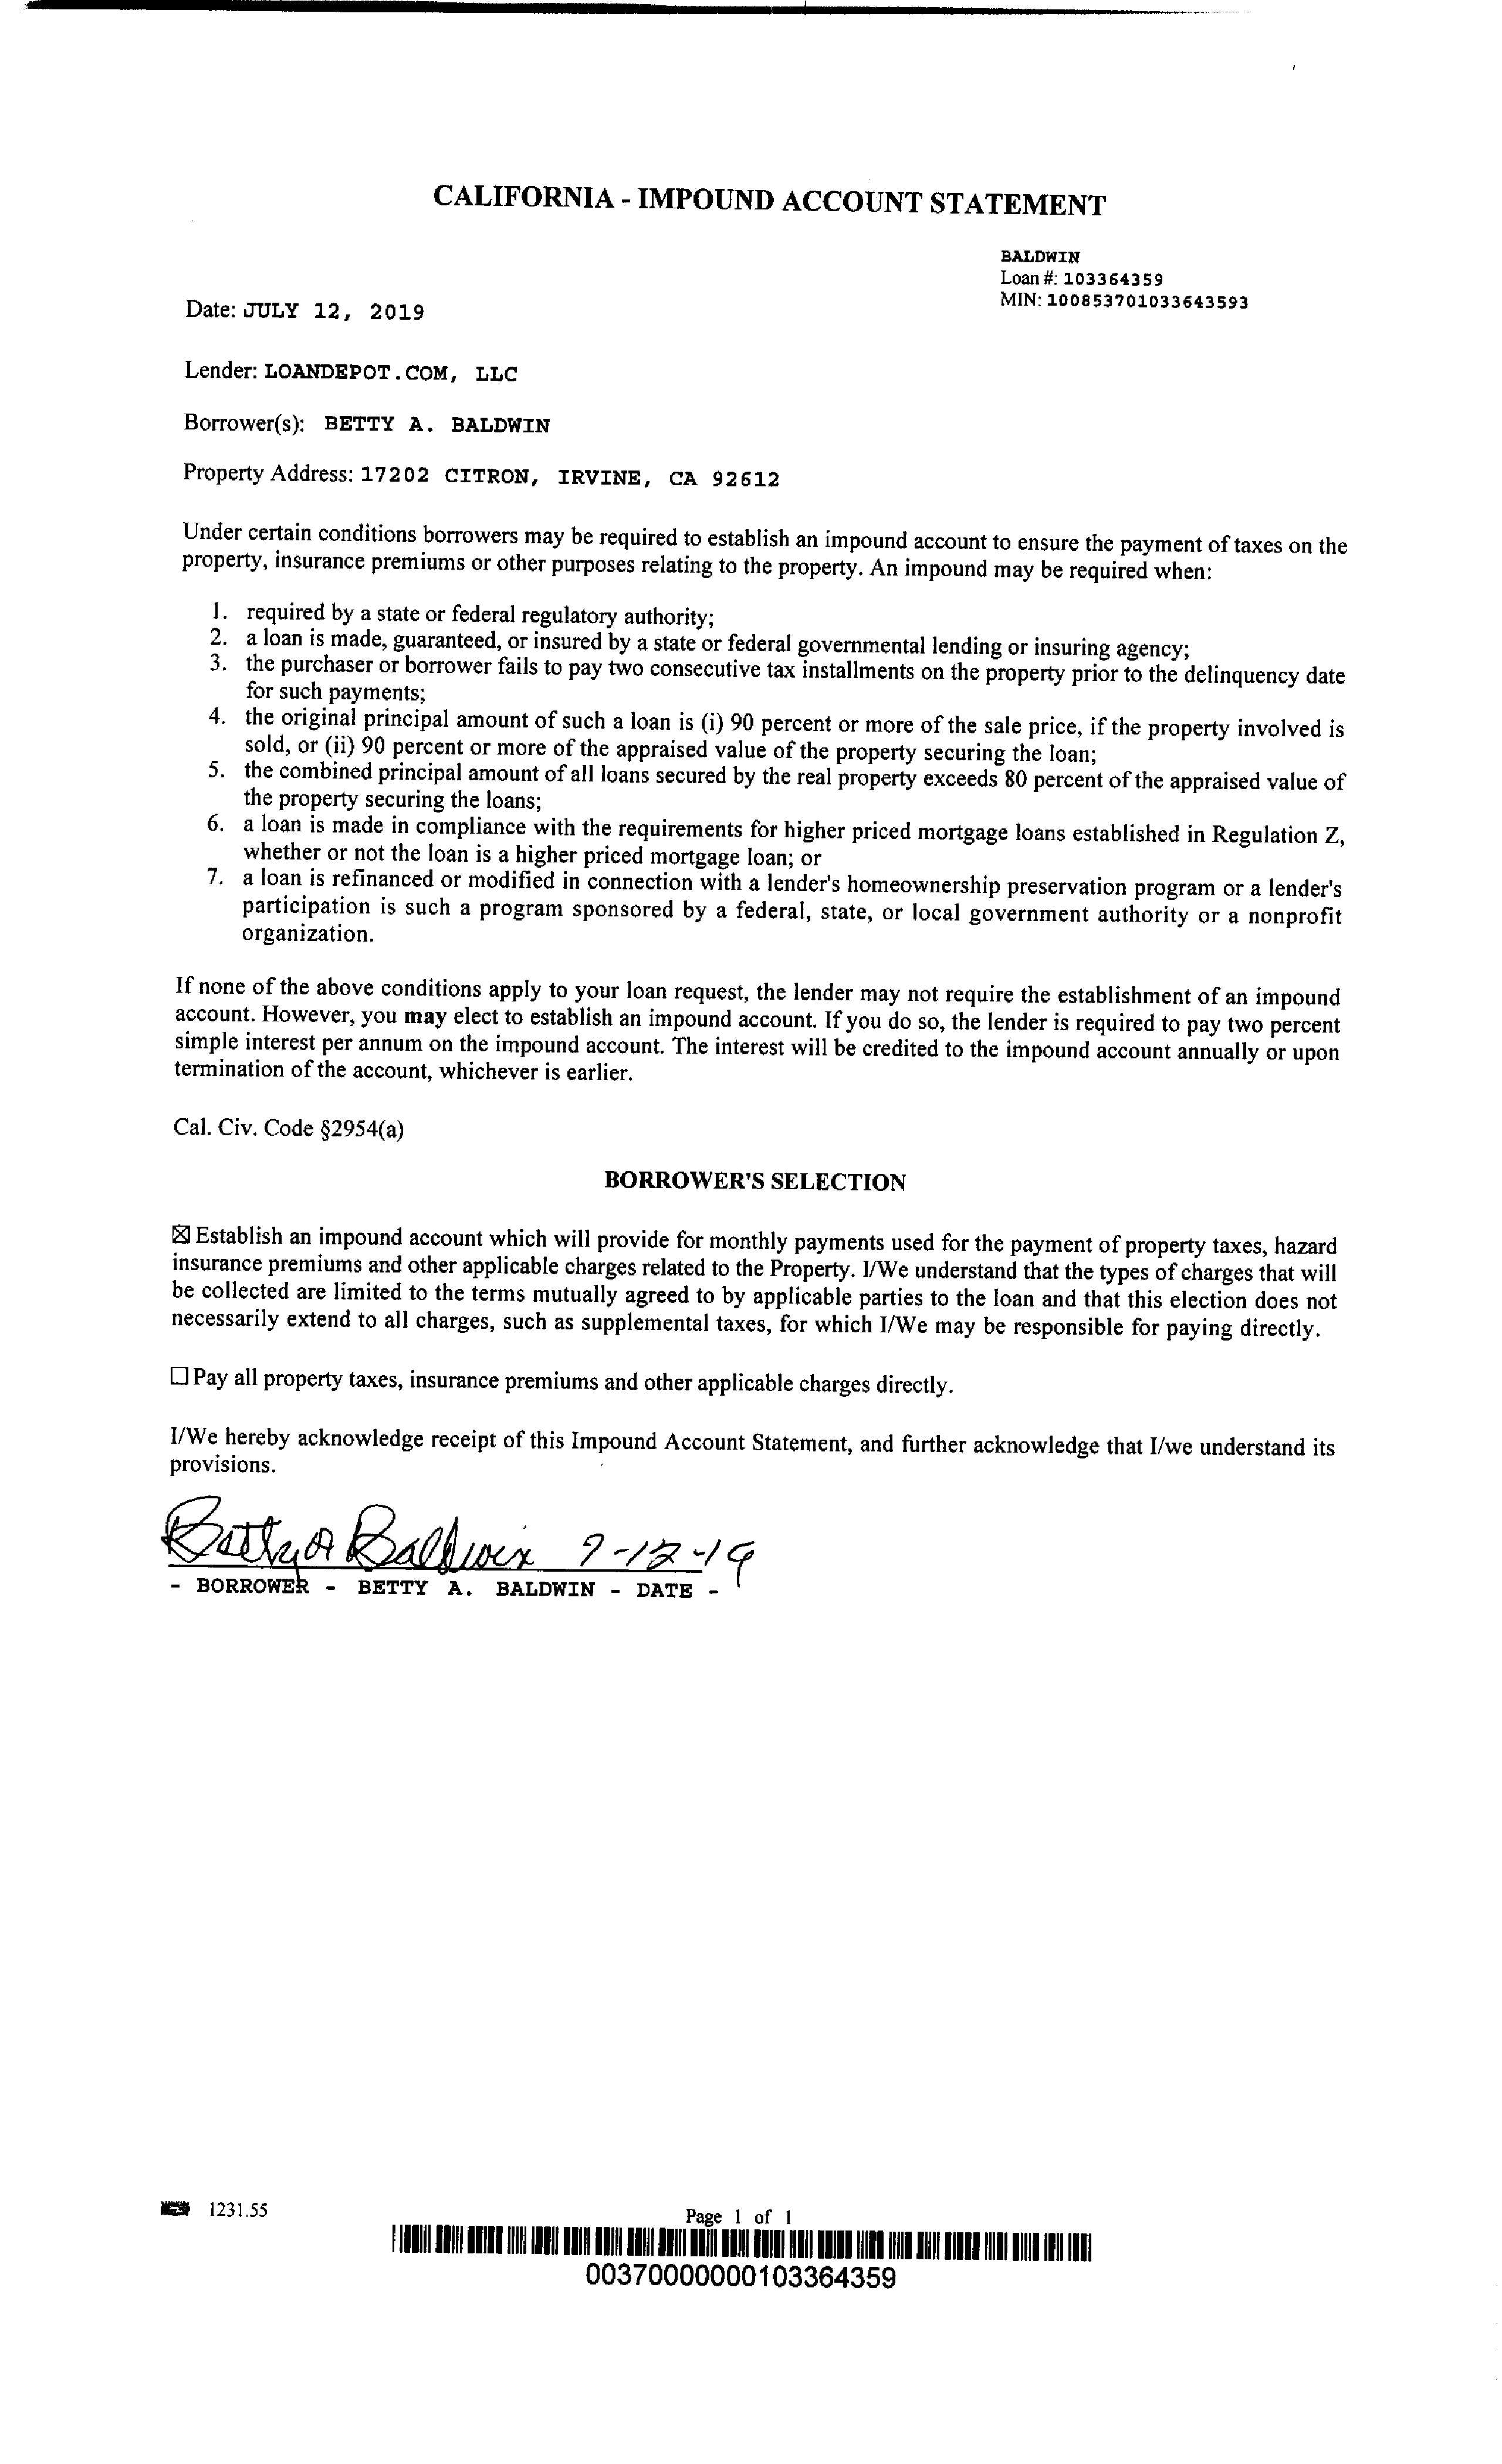 CALIFORNIA - IMPOUND ACCOUNT STATEMENT
BALDWIN
Loan #: 103364359
MIN: 100853701033643593
Date: JULY 12, 2019
Lender: LOANDEPOT.COM, LLC
Borrower(s): BETTY A. BALDWIN
Property Address: 17202 CITRON, IRVINE, CA 92612
Under certain conditions borrowers may be required to establish an impound account to ensure the payment of taxes on the
property, insurance premiums or other purposes relating to the property. An impound may be required when:
1. required by a state or federal regulatory authority;
2. a loan is made, guaranteed, or insured by a state or federal governmental lending or insuring agency;
3. the purchaser or borrower fails to pay two consecutive tax installments on the property prior to the delinquency date
for such payments;
4. the original principal amount of such a loan is (i) 90 percent or more of the sale price, if the property involved is
sold, or (ii) 90 percent or more of the appraised value of the property securing the loan;
5. the combined principal amount of all loans secured by the real property exceeds 80 percent of the appraised value of
the property securing the loans;
6. a loan is made in compliance with the requirements for higher priced mortgage loans established in Regulation Z,
whether or not the loan is a higher priced mortgage loan; or
7. a loan is refinanced or modified in connection with a lender's homeownership preservation program or a lender's
participation is such a program sponsored by a federal, state, or local government authority or a nonprofit
organization.
If none of the above conditions apply to your loan request, the lender may not require the establishment of an impound
account. However, you may elect to establish an impound account. If you do so, the lender is required to pay two percent
simple interest per annum on the impound account. The interest will be credited to the impound account annually or upon
termination of the account, whichever is earlier.
Cal. Civ. Code §2954(a)
BORROWER'S SELECTION
☒ Establish an impound account which will provide for monthly payments used for the payment of property taxes, hazard
insurance premiums and other applicable charges related to the Property. I/We understand that the types of charges that will
be collected are limited to the terms mutually agreed to by applicable parties to the loan and that this election does not
necessarily extend to all charges, such as supplemental taxes, for which I/We may be responsible for paying directly.
☐ Pay all property taxes, insurance premiums and other applicable charges directly.
I/We hereby acknowledge receipt of this Impound Account Statement, and further acknowledge that I/we understand its
provisions.
Betty A Baldwin 7-12-19
- BORROWER - BETTY A. BALDWIN - DATE -
1231.55
Page 1 of 1
00370000000103364359